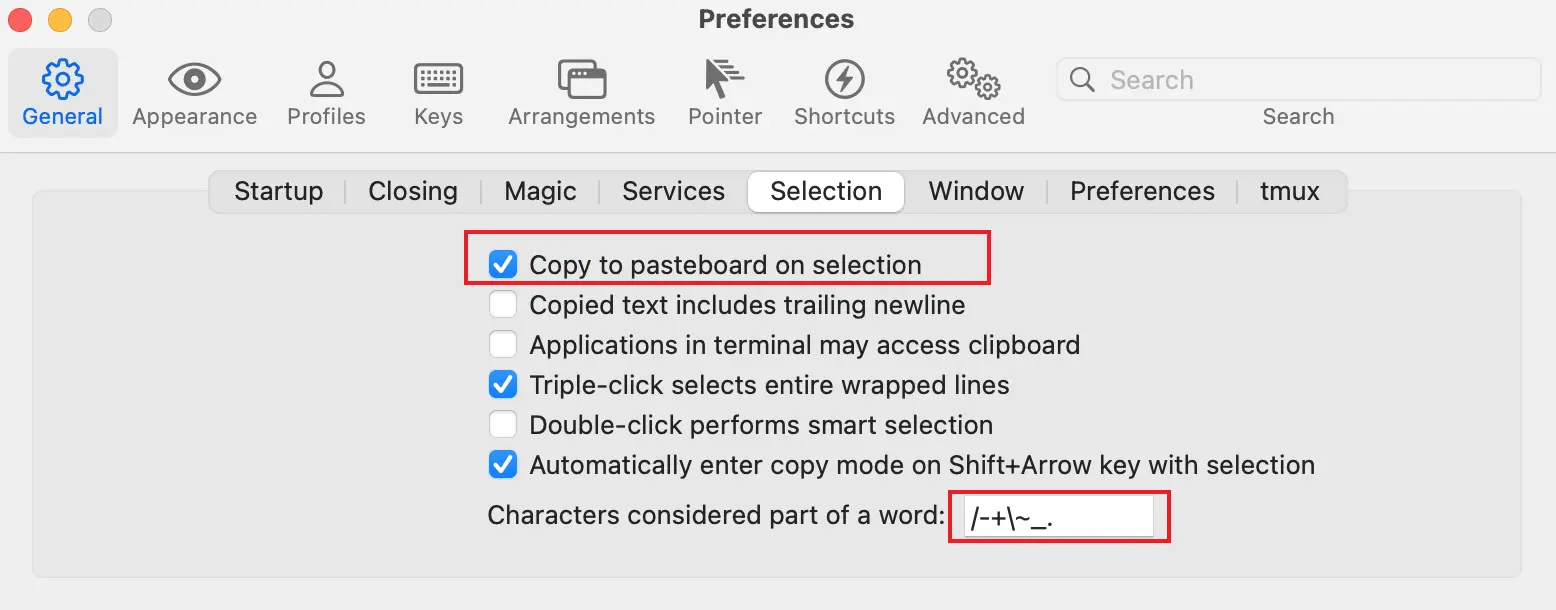 Preferences
General Appearance Profiles Keys Arrangements Pointer Shortcuts Advanced Search
Search
Startup Closing Magic Services Selection Window Preferences tmux
Copy to pasteboard on selection
Copied text includes trailing newline
Applications in terminal may access clipboard
Triple-click selects entire wrapped lines
Double-click performs smart selection
Automatically enter copy mode on Shift+Arrow key with selection
Characters considered part of a word: /-+\~_.